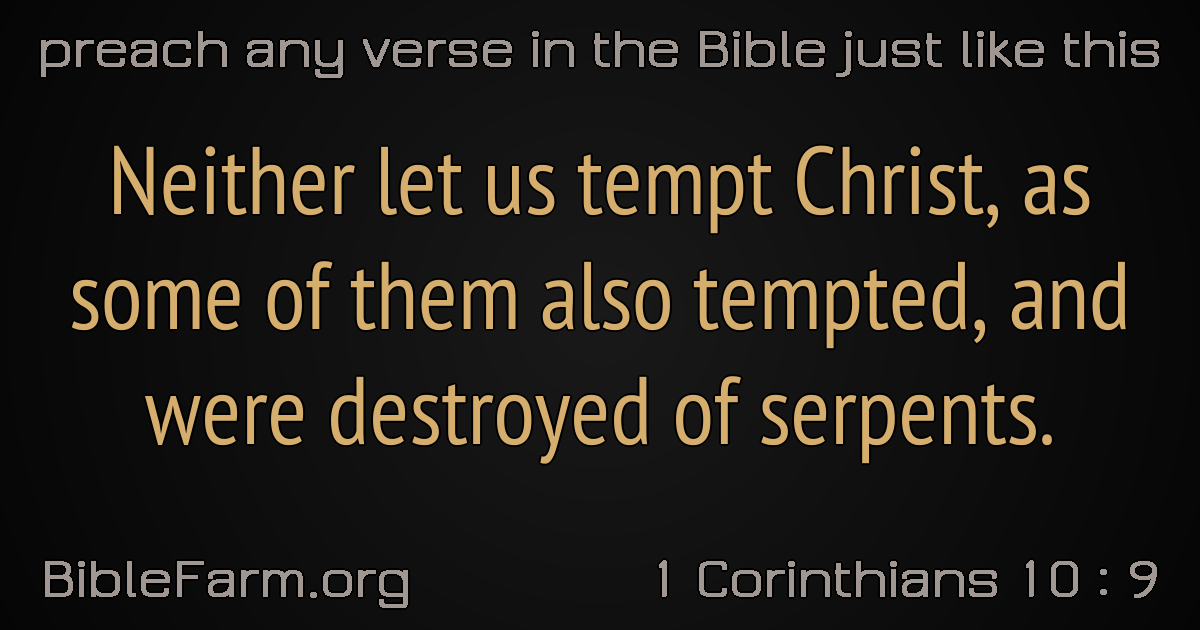 preach any verse in the Bible just like this
Neither let us tempt Christ, as
some of them also tempted, and
were destroyed of serpents.
BibleFarm.org
1 Corinthians 10 : 9